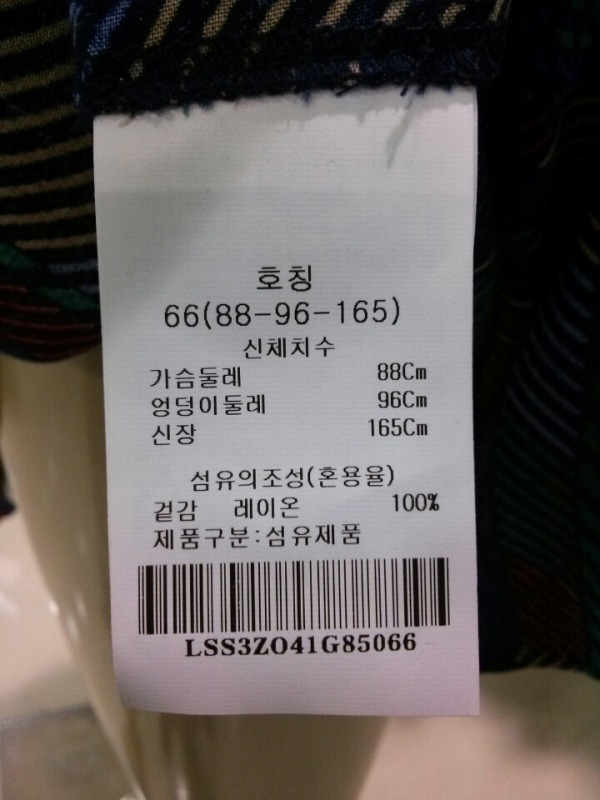 호칭
66(88-96-165)
신체치수
가슴둘레 88Cm
엉덩이둘레 96Cm
신장 165Cm
섬유의조성(혼용율)
겉감 레이온 100%
제품구분:섬유제품
LSS3ZO41G85066